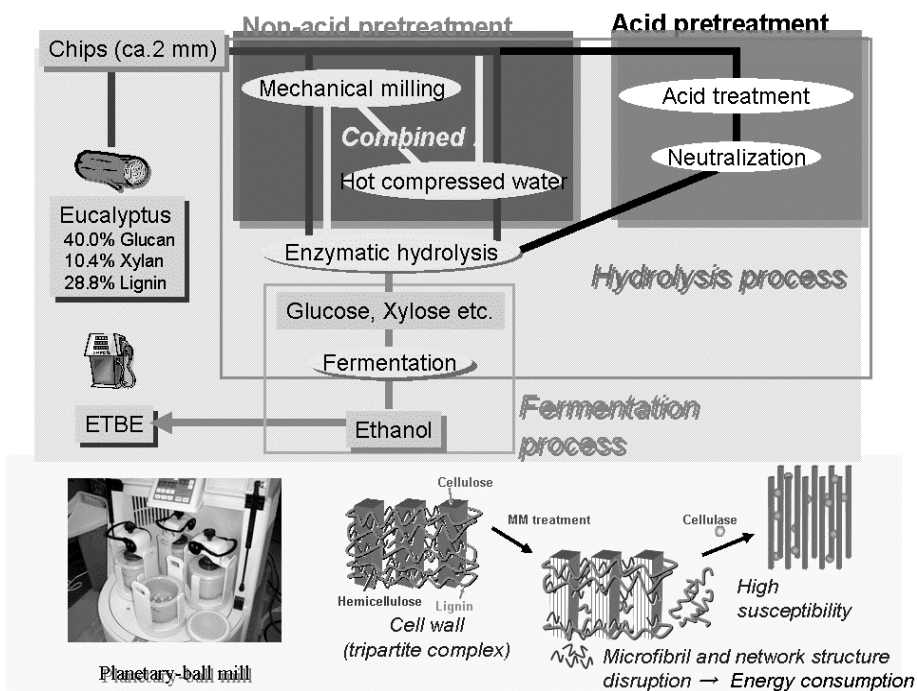 Non-acid pretreatment
Acid pretreatment
Chips (ca.2 mm)
Mechanical milling
Acid treatment
Combined
Neutralization
Hot compressed water
Eucalyptus
40.0% Glucan
10.4% Xylan
28.8% Lignin
Enzymatic hydrolysis
Hydrolysis process
Glucose, Xylose etc.
Fermentation
Fermentation
process
ETBE
Ethanol
Cellulose
MM treatment
Cellulase
Hemicellulose
Lignin
Cell wall
(tripartite complex)
High
susceptibility
Microfibril and network structure
disruption → Energy consumption
Planetary-ball mill